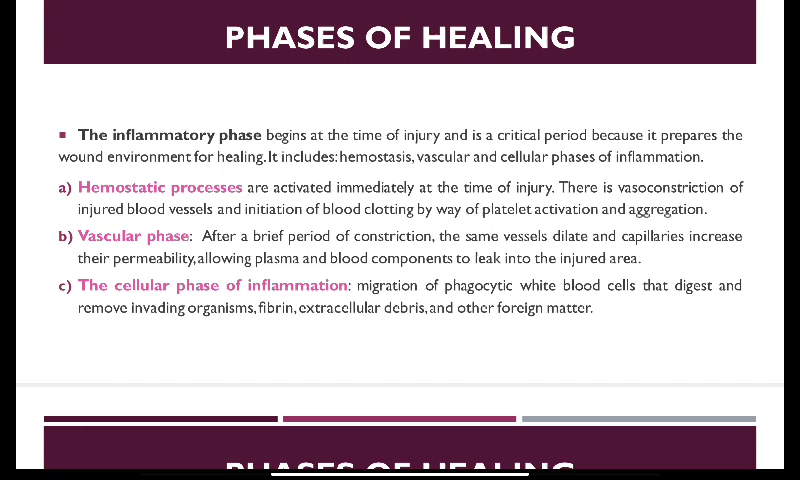 PHASES OF HEALING
▪ The inflammatory phase begins at the time of injury and is a critical period because it prepares the
wound environment for healing. It includes: hemostasis, vascular and cellular phases of inflammation.
a) Hemostatic processes are activated immediately at the time of injury. There is vasoconstriction of
injured blood vessels and initiation of blood clotting by way of platelet activation and aggregation.
b) Vascular phase: After a brief period of constriction, the same vessels dilate and capillaries increase
their permeability, allowing plasma and blood components to leak into the injured area.
c) The cellular phase of inflammation: migration of phagocytic white blood cells that digest and
remove invading organisms, fibrin, extracellular debris, and other foreign matter.
PHASES OF HEALING